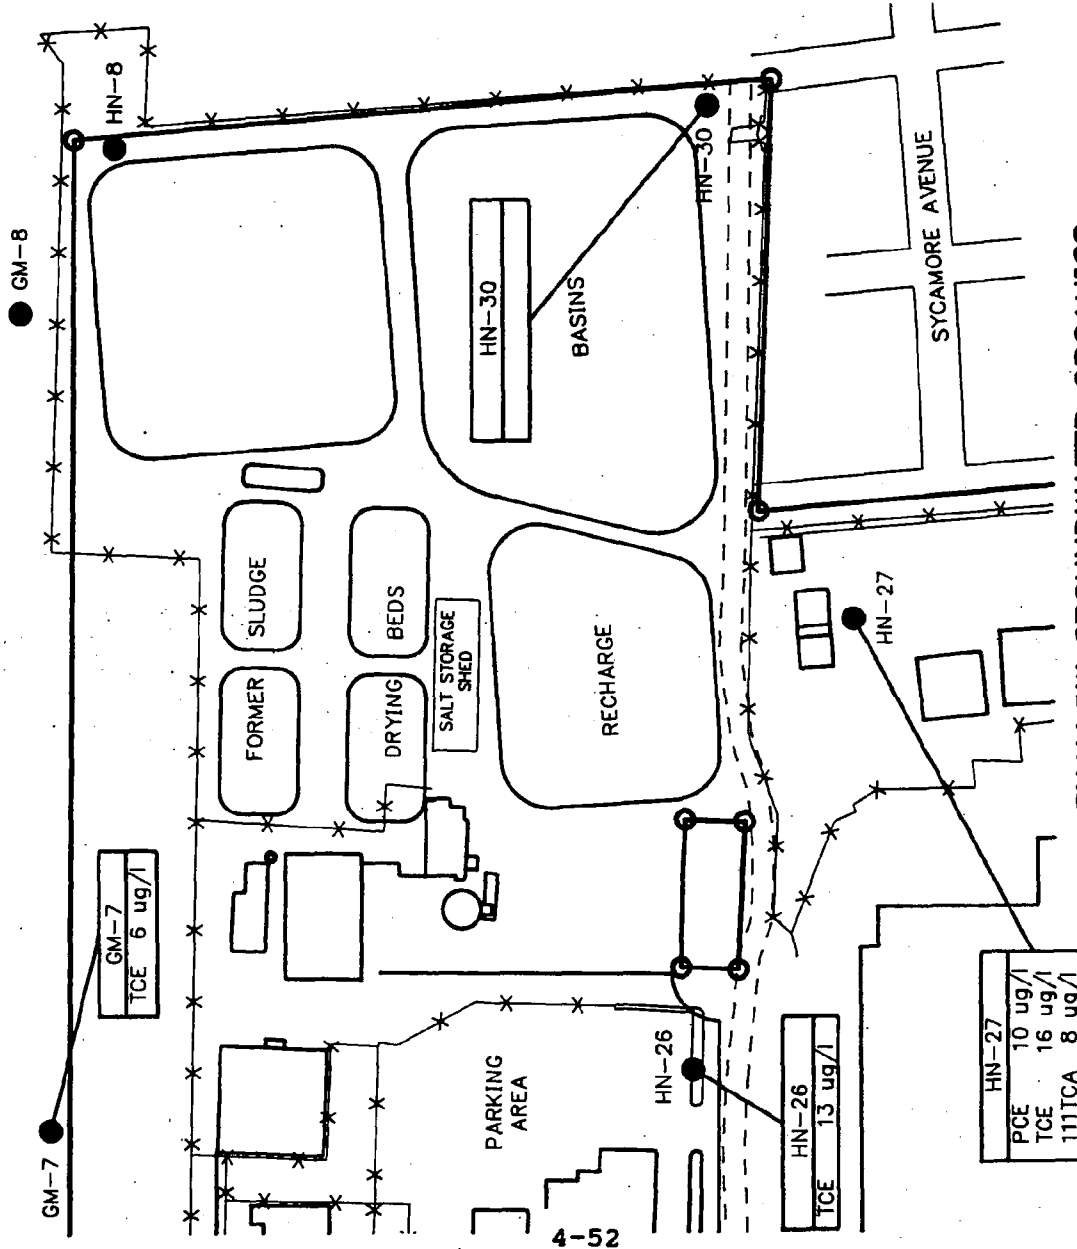 GM-8
HN-8
HN-30
HN-30
BASINS
SYCAMORE AVENUE
SLUDGE
BEDS
FORMER
DRYING
SALT STORAGE
SHED
RECHARGE
HN-27
GM-7
TCE 6 ug/l
GM-7
PARKING
AREA
HN-26
HN-26
TCE 13 ug/l
HN-27
PCE 10 ug/l
TCE 16 ug/l
111TCA 8 ug/l
4-52